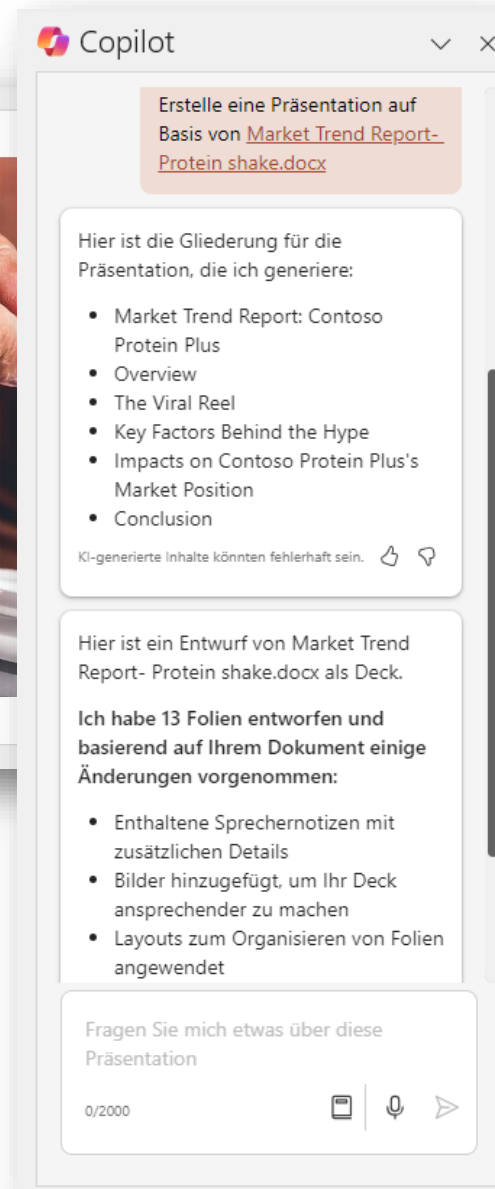 Copilot
Erstelle eine Präsentation auf
Basis von Market Trend Report-
Protein shake.docx
Hier ist die Gliederung für die
Präsentation, die ich generiere:
• Market Trend Report: Contoso
Protein Plus
• Overview
• The Viral Reel
• Key Factors Behind the Hype
• Impacts on Contoso Protein Plus's
Market Position
• Conclusion
KI-generierte Inhalte könnten fehlerhaft sein.
Hier ist ein Entwurf von Market Trend
Report- Protein shake.docx als Deck.
Ich habe 13 Folien entworfen und
basierend auf Ihrem Dokument einige
Änderungen vorgenommen:
• Enthaltene Sprechernotizen mit
zusätzlichen Details
• Bilder hinzugefügt, um Ihr Deck
ansprechender zu machen
• Layouts zum Organisieren von Folien
angewendet
Fragen Sie mich etwas über diese
Präsentation
0/2000